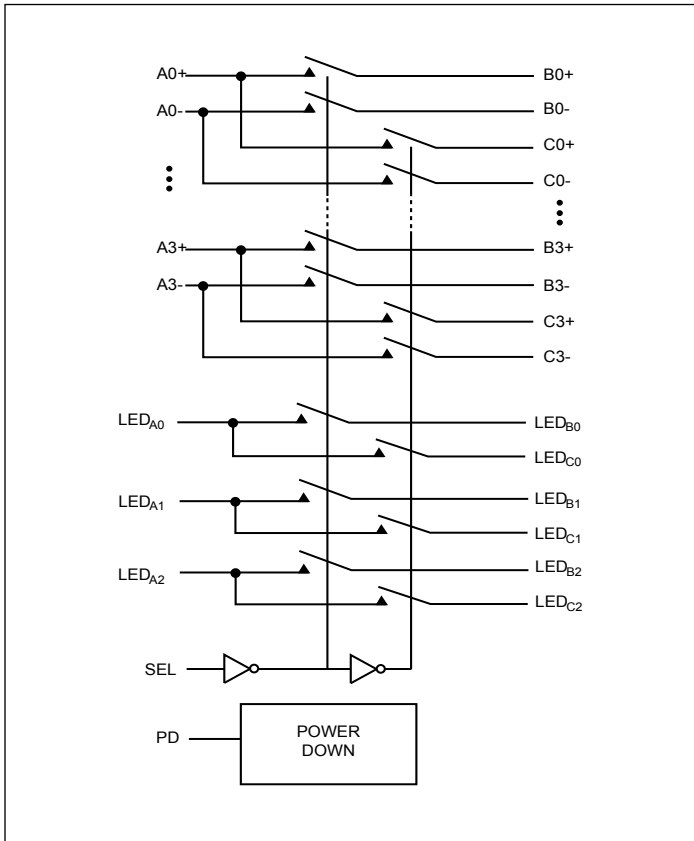 A0+ B0+
A0- B0-
C0+
C0-
A3+ B3+
A3- B3-
C3+
C3-
LEDA0 LEDB0
LEDC0
LEDA1 LEDB1
LEDC1
LEDA2 LEDB2
LEDC2
SEL
PD POWER
DOWN